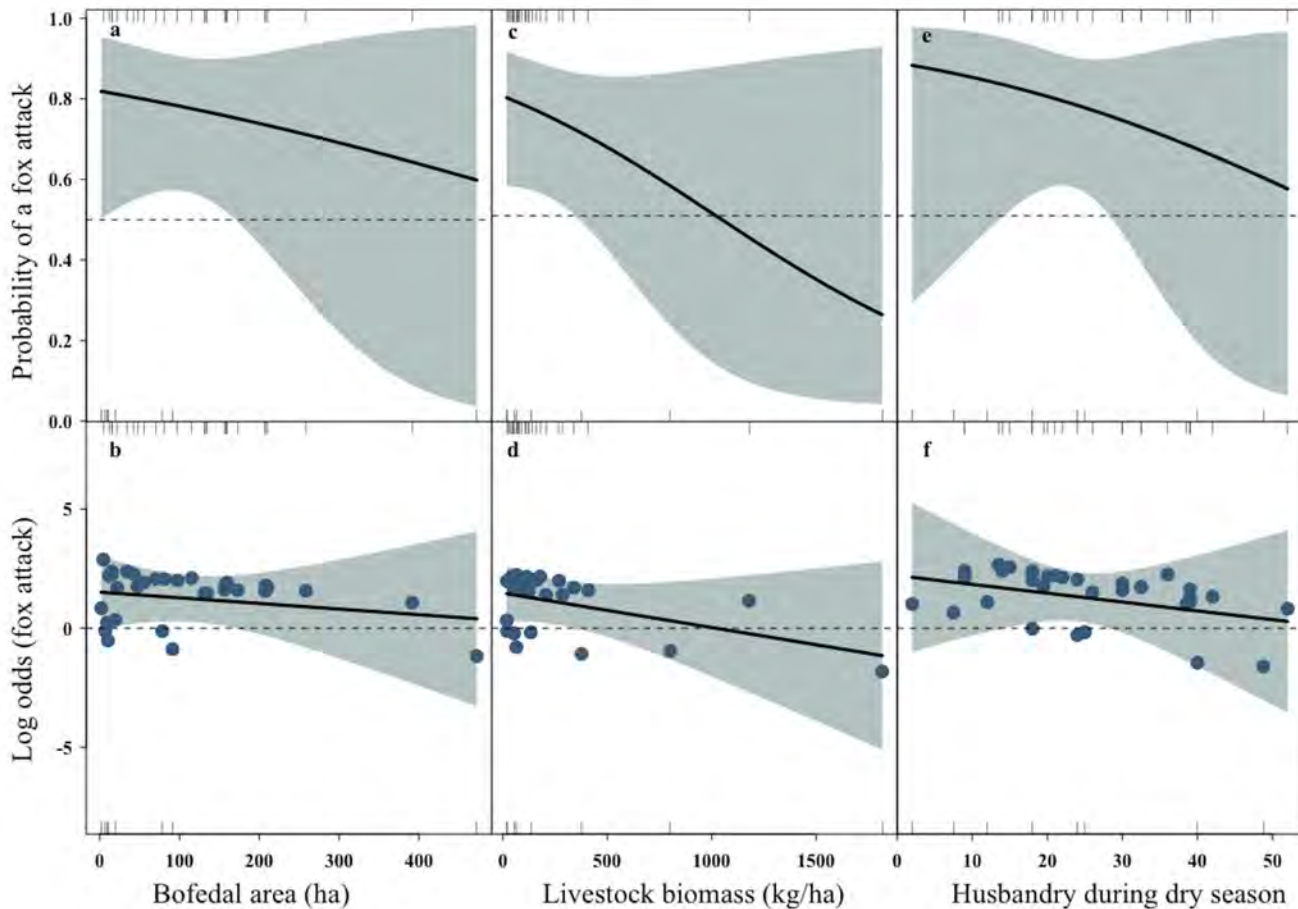 a
c
e
Probability of a fox attack
1.0
0.8
0.6
0.4
0.2
0.0
b
d
f
Log odds (fox attack)
5
0
-5
0 100 200 300 400
0 500 1000 1500
0 10 20 30 40 50
Bofedal area (ha)
Livestock biomass (kg/ha)
Husbandry during dry season